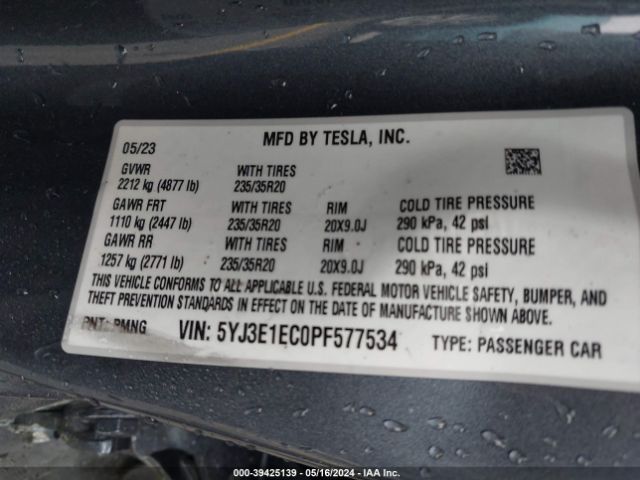 MFD BY TESLA, INC.
05/23
GVWR WITH TIRES
2212 kg (4877 lb) 235/35R20
GAWR FRT WITH TIRES RIM COLD TIRE PRESSURE
1110 kg (2447 lb) 235/35R20 20X9.0J 290 kPa, 42 psi
GAWR RR WITH TIRES RIM COLD TIRE PRESSURE
1257 kg (2771 lb) 235/35R20 20X9.0J 290 kPa, 42 psi
THIS VEHICLE CONFORMS TO ALL APPLICABLE U.S. FEDERAL MOTOR VEHICLE SAFETY, BUMPER, AND
THEFT PREVENTION STANDARDS IN EFFECT ON THE DATE OF MANUFACTURE SHOWN ABOVE.
PNT: PMNG VIN: 5YJ3E1EC0PF577534 TYPE: PASSENGER CAR
000-39425139 - 05/16/2024 - IAA Inc.